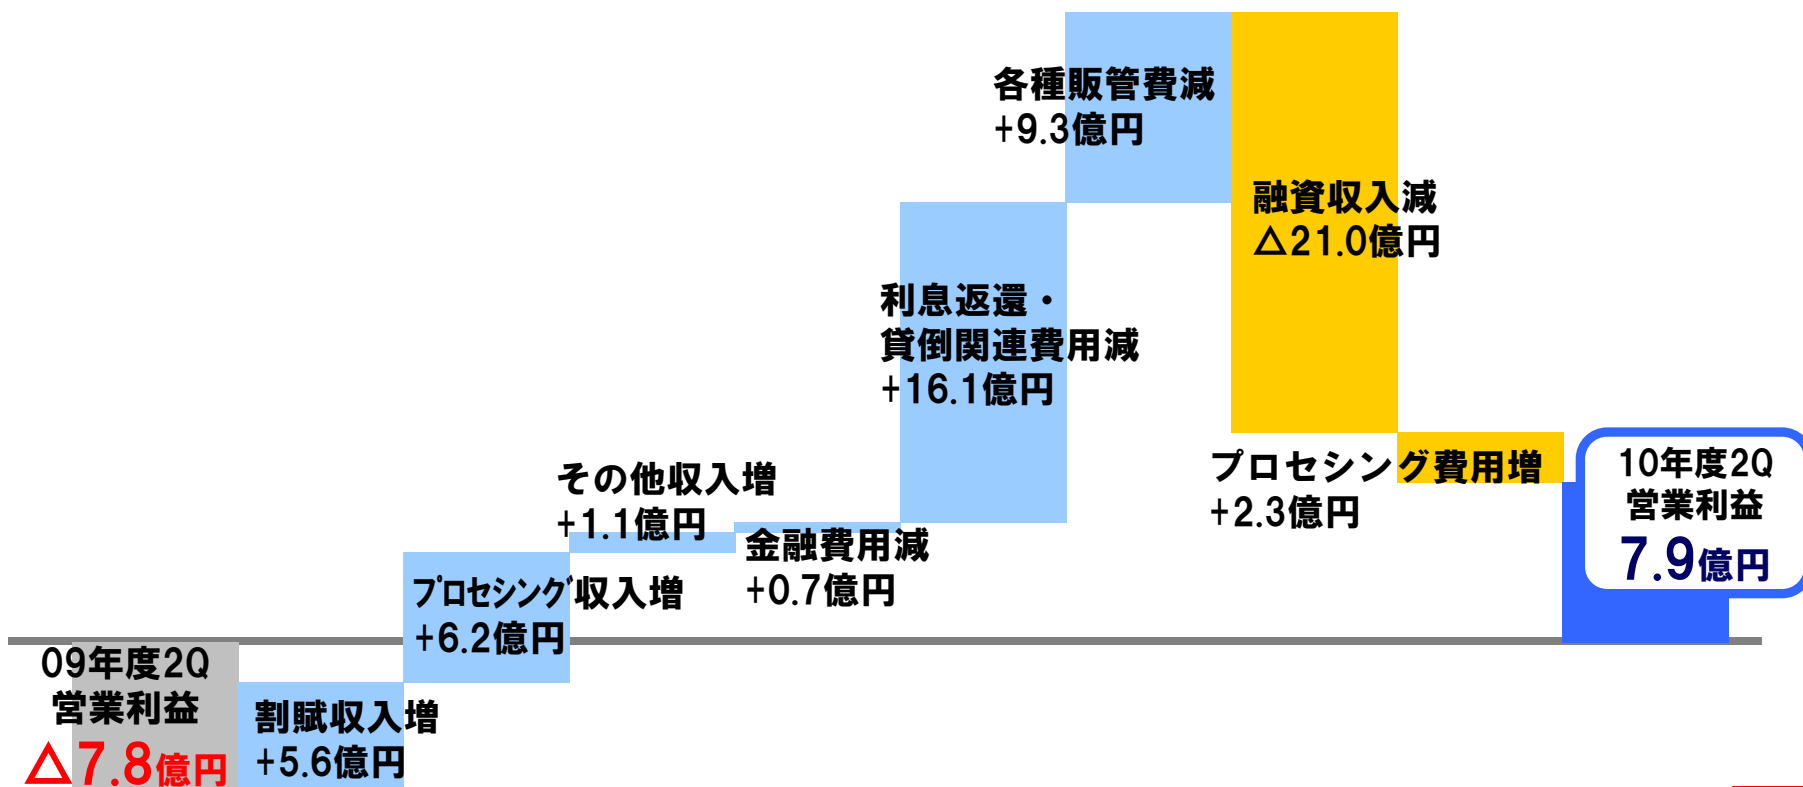 各種販管費減
+9.3億円
融資収入減
△21.0億円
利息返還・
貸倒関連費用減
+16.1億円
その他収入増
+1.1億円
金融費用減
+0.7億円
プロセシング費用増
+2.3億円
10年度2Q
営業利益
7.9億円
プロセシング収入増
+6.2億円
09年度2Q
営業利益
△7.8億円
割賦収入増
+5.6億円